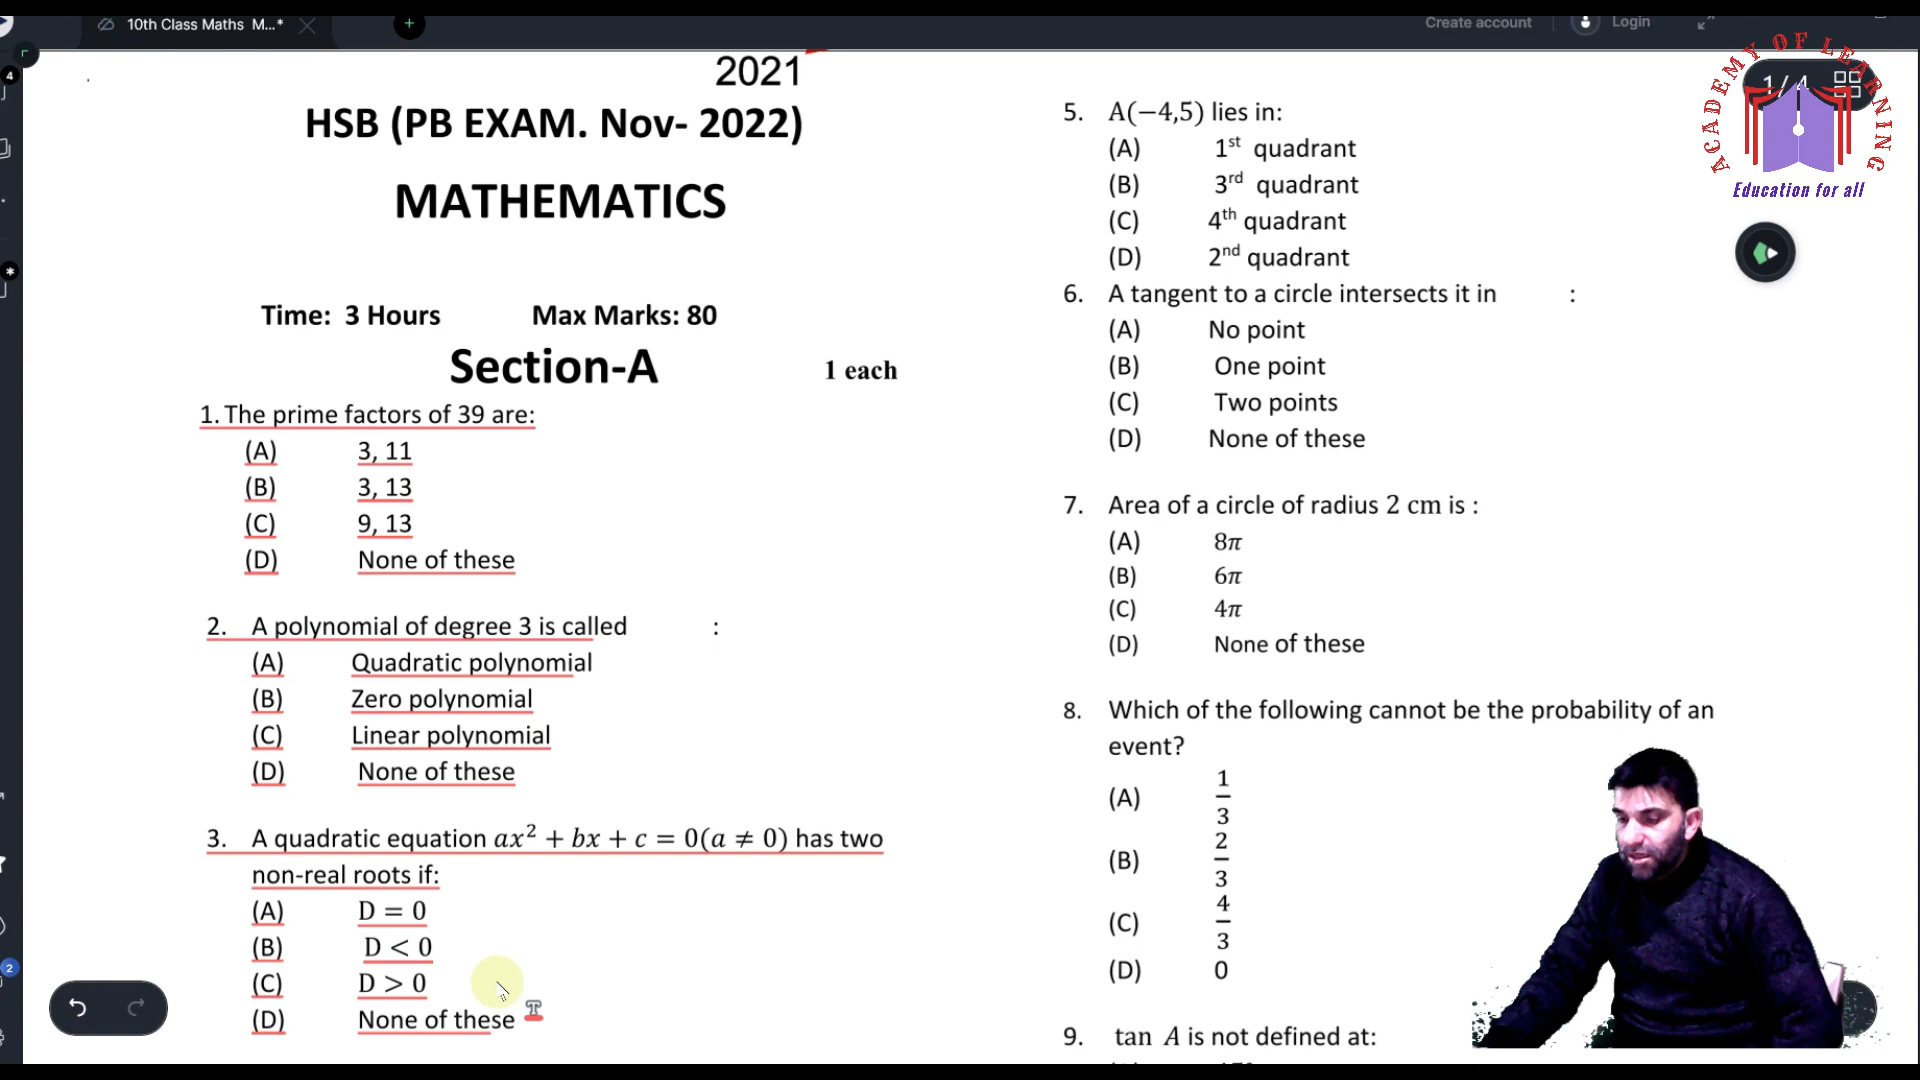 10th Class Maths M...*
+
Create account
Login
ACADEMY OF LEARNING
Education for all
1/4
4
*
2
2021
HSB (PB EXAM. Nov- 2022)
MATHEMATICS
Time: 3 Hours Max Marks: 80
Section-A 1 each
1. The prime factors of 39 are:
(A) 3, 11
(B) 3, 13
(C) 9, 13
(D) None of these
2. A polynomial of degree 3 is called :
(A) Quadratic polynomial
(B) Zero polynomial
(C) Linear polynomial
(D) None of these
3. A quadratic equation ax² + bx + c = 0(a ≠ 0) has two
non-real roots if:
(A) D = 0
(B) D < 0
(C) D > 0
(D) None of these
5. A(−4,5) lies in:
(A) 1st quadrant
(B) 3rd quadrant
(C) 4th quadrant
(D) 2nd quadrant
6. A tangent to a circle intersects it in :
(A) No point
(B) One point
(C) Two points
(D) None of these
7. Area of a circle of radius 2 cm is :
(A) 8π
(B) 6π
(C) 4π
(D) None of these
8. Which of the following cannot be the probability of an
event?
(A) 1/3
(B) 2/3
(C) 4/3
(D) 0
9. tan A is not defined at: